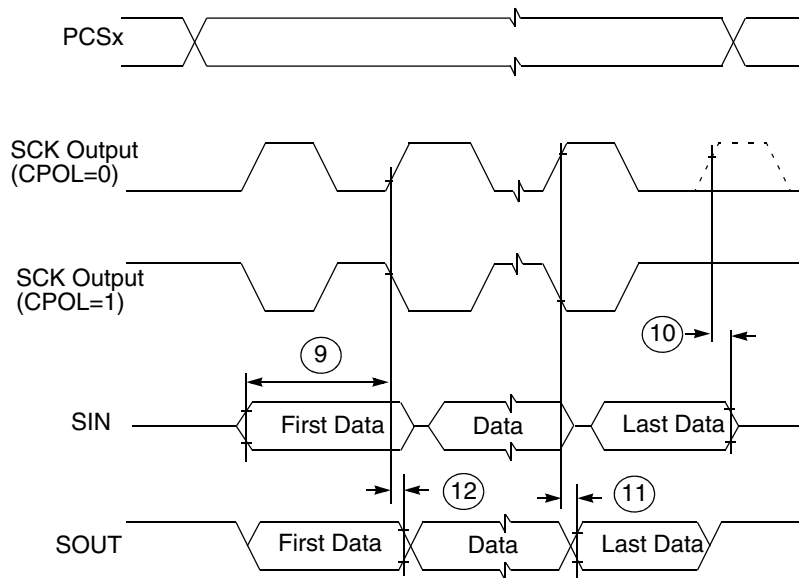 PCSx
SCK Output
(CPOL=0)
SCK Output
(CPOL=1)
10
9
SIN
First Data
Data
Last Data
12
11
SOUT
First Data
Data
Last Data